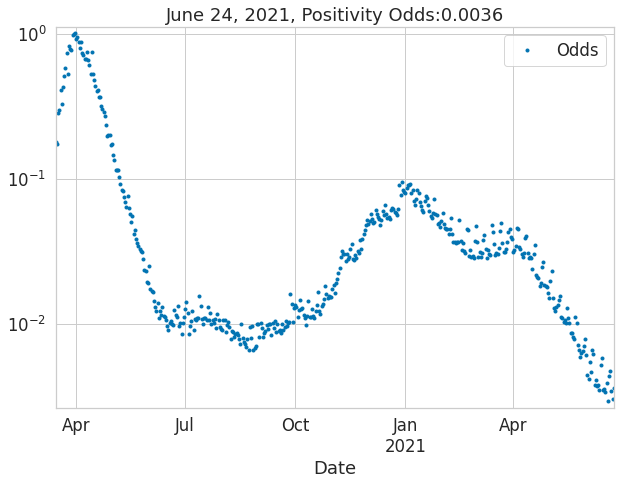 June 24, 2021, Positivity Odds:0.0036
Odds
10⁰
10⁻¹
10⁻²
Apr
Jul
Oct
Jan
2021
Apr
Date